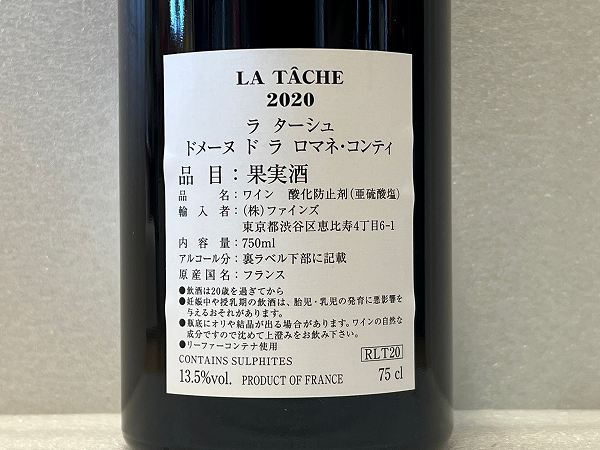 LA TÂCHE
2020
ラ ターシュ
ドメーヌ ド ラ ロマネ・コンティ
品 目：果実酒
品 名：ワイン 酸化防止剤(亜硫酸塩)
輸 入 者：(株)ファインズ
東京都渋谷区恵比寿4丁目6-1
内 容 量：750ml
アルコール分：裏ラベル下部に記載
原 産 国 名：フランス
●飲酒は20歳を過ぎてから
●妊娠中や授乳期の飲酒は、胎児・乳児の発育に悪影響を
与えるおそれがあります。
●瓶底にオリや結晶が出る場合があります。ワインの自然な
成分ですので沈めて上澄みをお飲み下さい。
●リーファーコンテナ使用
CONTAINS SULPHITES
RLT20
13.5%vol. PRODUCT OF FRANCE 75 cl